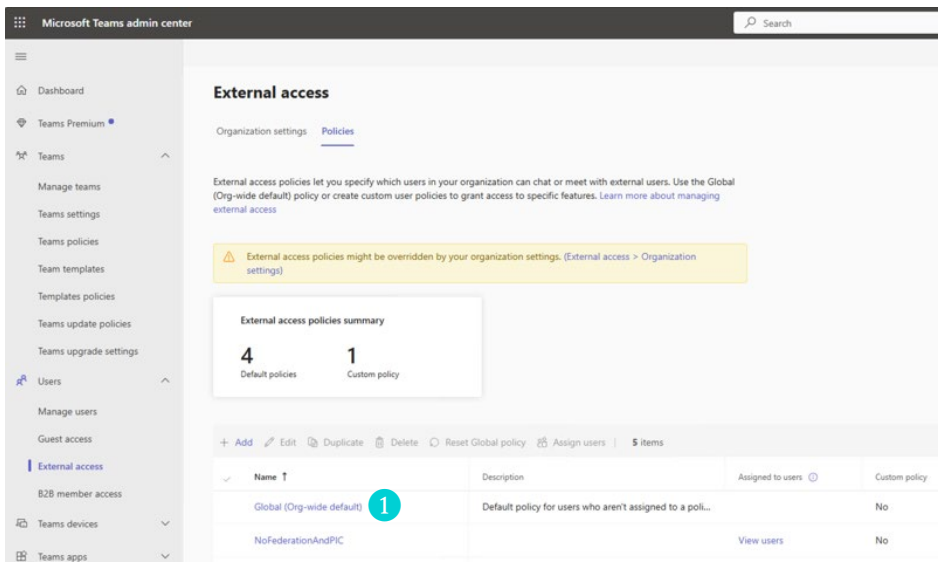 Microsoft Teams admin center
Search
Dashboard
Teams Premium
Teams
Manage teams
Teams settings
Teams policies
Team templates
Templates policies
Teams update policies
Teams upgrade settings
Users
Manage users
Guest access
External access
B2B member access
Teams devices
Teams apps
External access
Organization settings Policies
External access policies let you specify which users in your organization can chat or meet with external users. Use the Global
(Org-wide default) policy or create custom user policies to grant access to specific features. Learn more about managing
external access
External access policies might be overridden by your organization settings. (External access > Organization
settings)
External access policies summary
4 1
Default policies Custom policy
+ Add Edit Duplicate Delete Reset Global policy Assign users | 5 items
Name ↑ Description Assigned to users Custom policy
Global (Org-wide default) 1 Default policy for users who aren't assigned to a poli... No
NoFederationAndPIC View users No